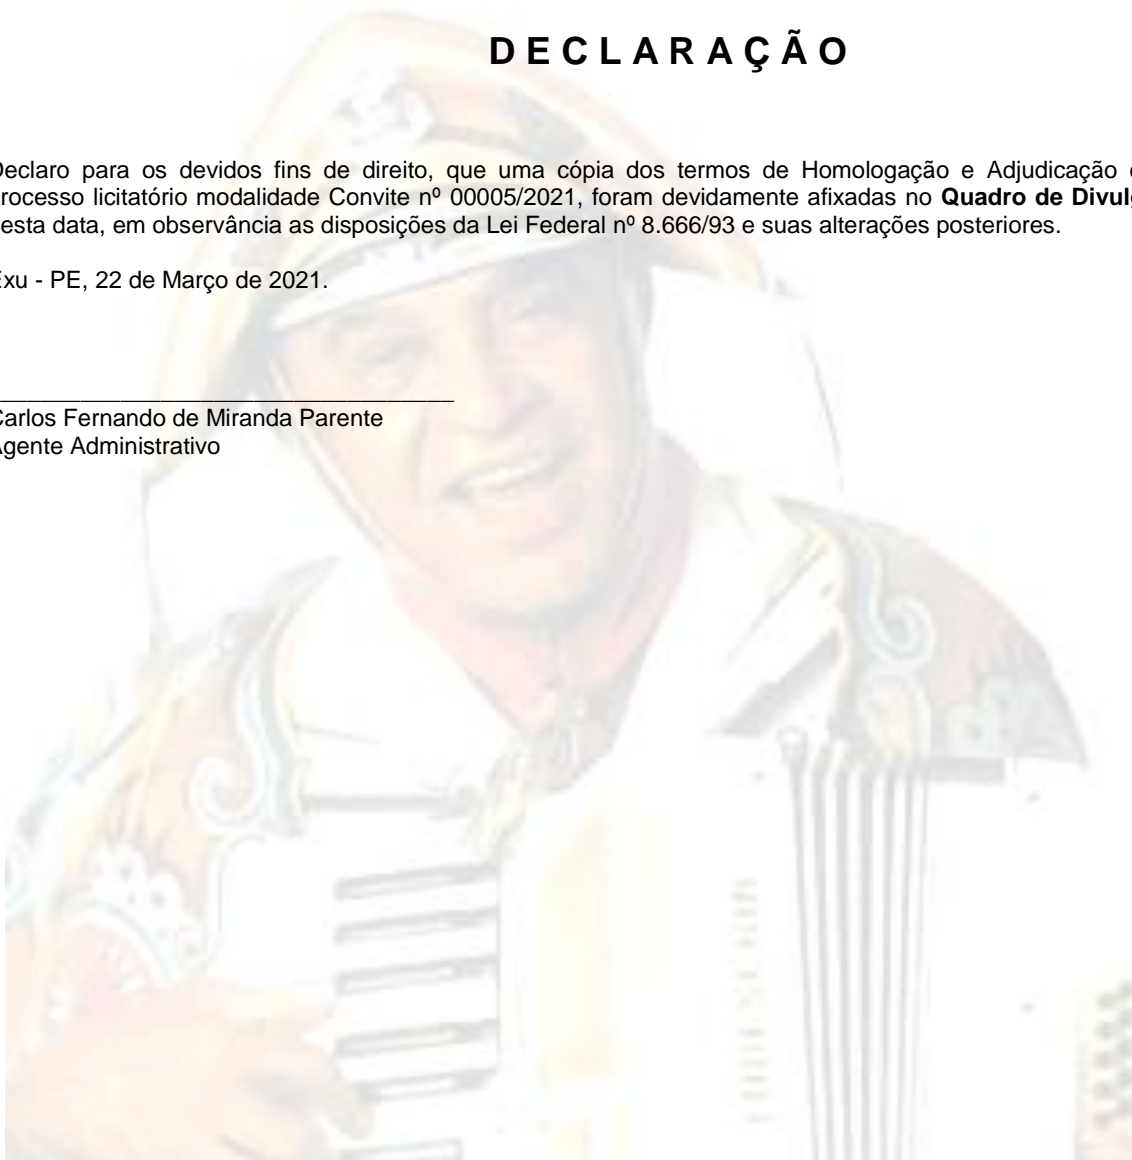 D E C L A R A Ç Ã O
Declaro para os devidos fins de direito, que uma cópia dos termos de Homologação e Adjudicação
processo licitatório modalidade Convite nº 00005/2021, foram devidamente afixadas no Quadro de Divulg
esta data, em observância as disposições da Lei Federal nº 8.666/93 e suas alterações posteriores.
Exu - PE, 22 de Março de 2021.
Carlos Fernando de Miranda Parente
Agente Administrativo